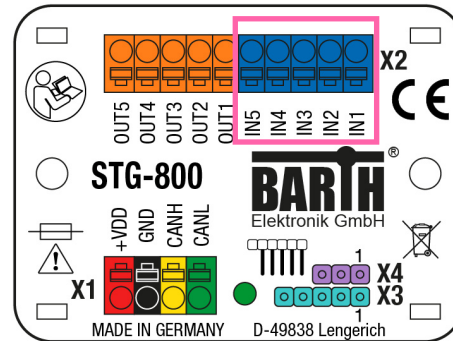 X2
OUT5 OUT4 OUT3 OUT2 OUT1 IN5 IN4 IN3 IN2 IN1
CE
STG-800
BARTH®
Elektronik GmbH
+VDD GND CANH CANL
1
X4
X1
X3
1
MADE IN GERMANY D-49838 Lengerich